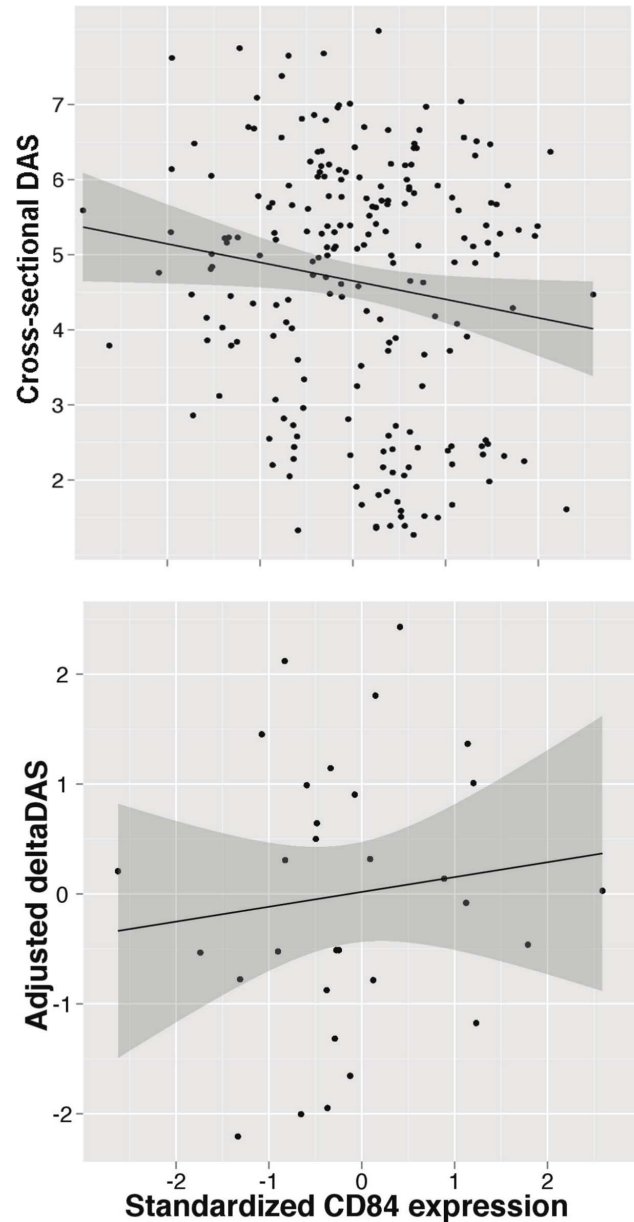 Cross-sectional DAS
7
6
5
4
3
2
Adjusted deltaDAS
2
1
0
-1
-2
-2 -1 0 1 2
Standardized CD84 expression